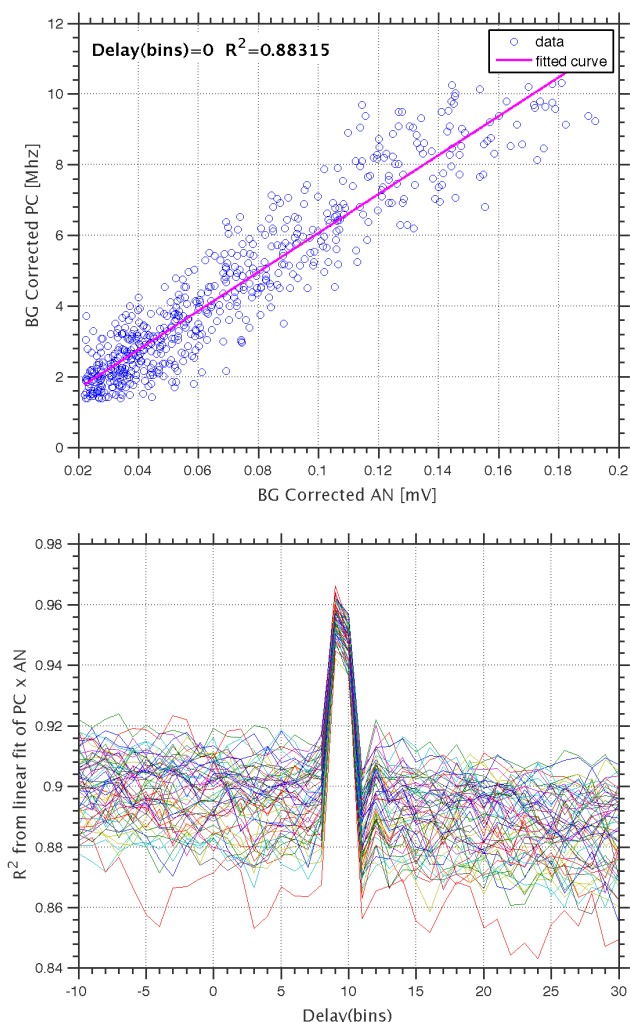 12
10
8
6
4
2
0
BG Corrected PC [Mhz]
Delay(bins)=0 R²=0.88315
data
fitted curve
0.02 0.04 0.06 0.08 0.1 0.12 0.14 0.16 0.18 0.2
BG Corrected AN [mV]
0.98
0.96
0.94
0.92
0.9
0.88
0.86
0.84
R² from linear fit of PC x AN
-10 -5 0 5 10 15 20 25 30
Delay(bins)